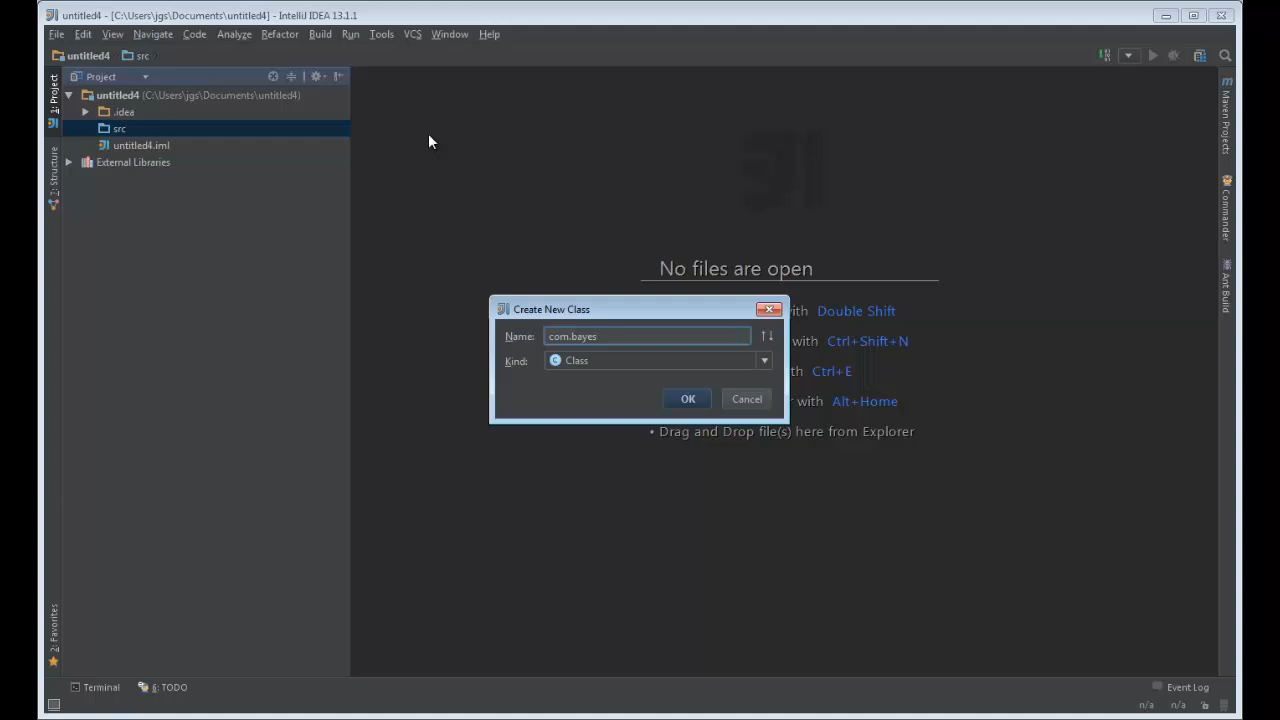 untitled4 - [C:\Users\jgs\Documents\untitled4] - IntelliJ IDEA 13.1.1
File Edit View Navigate Code Analyze Refactor Build Run Tools VCS Window Help
untitled4 src
1: Project
Project
untitled4 (C:\Users\jgs\Documents\untitled4)
.idea
src
untitled4.iml
External Libraries
7: Structure
2: Favorites
No files are open
with Double Shift
with Ctrl+Shift+N
th Ctrl+E
r with Alt+Home
• Drag and Drop file(s) here from Explorer
Create New Class
Name: com.bayes
Kind: Class
OK Cancel
Maven Projects
Commander
Ant Build
Terminal 6: TODO Event Log
n/a n/a